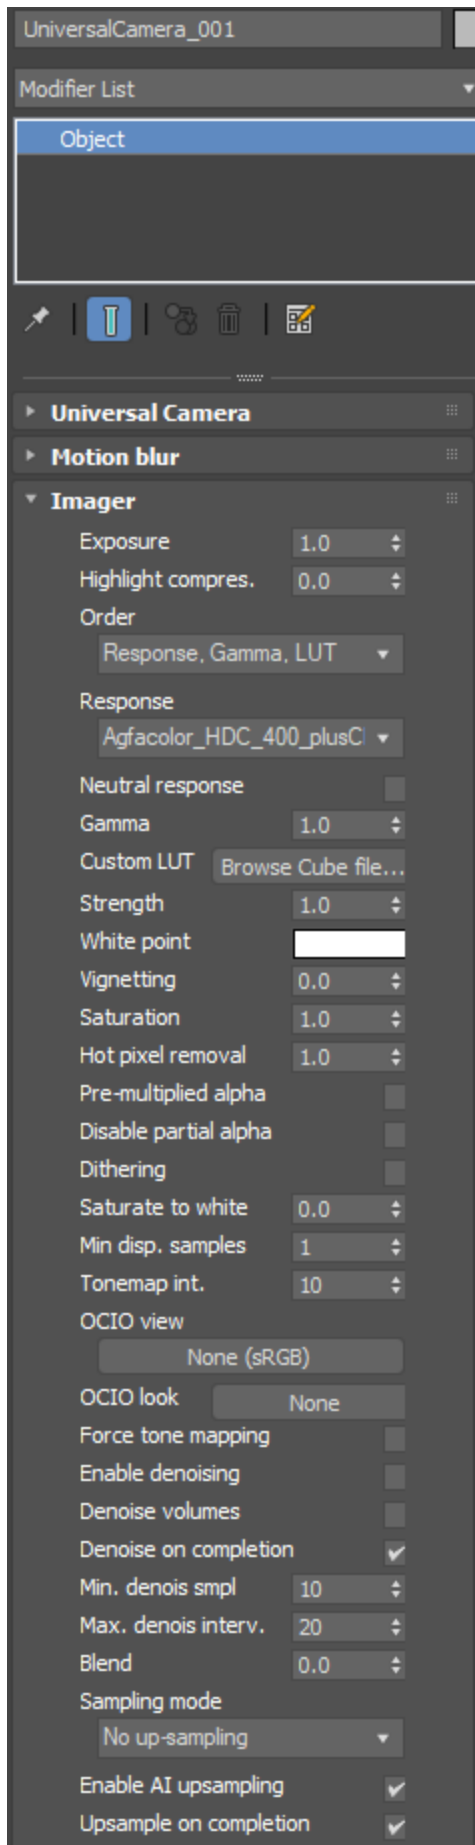 UniversalCamera_001
Modifier List
Object
Universal Camera
Motion blur
Imager
Exposure 1.0
Highlight compres. 0.0
Order
Response, Gamma, LUT
Response
Agfacolor_HDC_400_plusC
Neutral response
Gamma 1.0
Custom LUT Browse Cube file...
Strength 1.0
White point
Vignetting 0.0
Saturation 1.0
Hot pixel removal 1.0
Pre-multiplied alpha
Disable partial alpha
Dithering
Saturate to white 0.0
Min disp. samples 1
Tonemap int. 10
OCIO view
None (sRGB)
OCIO look None
Force tone mapping
Enable denoising
Denoise volumes
Denoise on completion
Min. denois smpl 10
Max. denois interv. 20
Blend 0.0
Sampling mode
No up-sampling
Enable AI upsampling
Upsample on completion